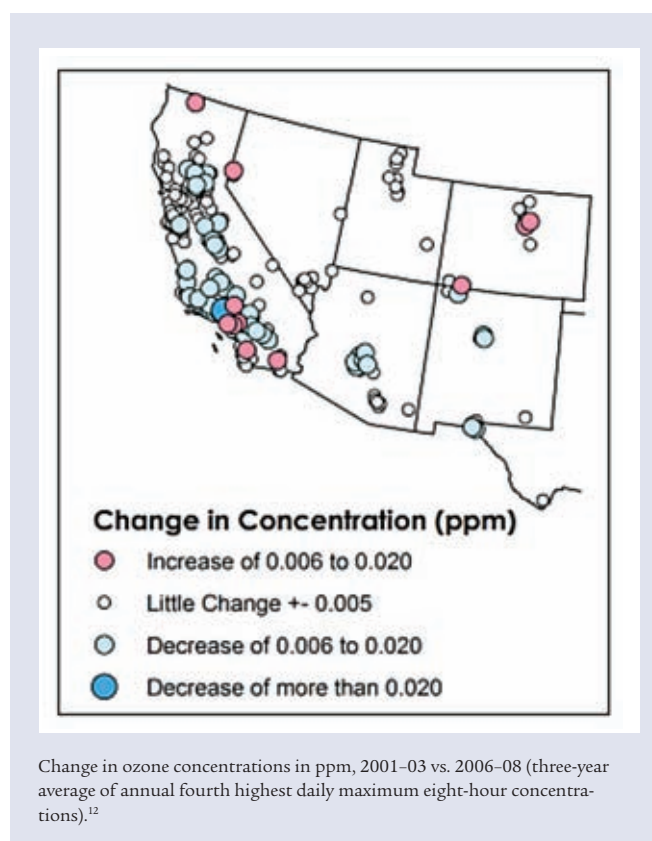 Change in Concentration (ppm)
Increase of 0.006 to 0.020
Little Change +- 0.005
Decrease of 0.006 to 0.020
Decrease of more than 0.020
Change in ozone concentrations in ppm, 2001–03 vs. 2006–08 (three-year
average of annual fourth highest daily maximum eight-hour concentra-
tions).¹²